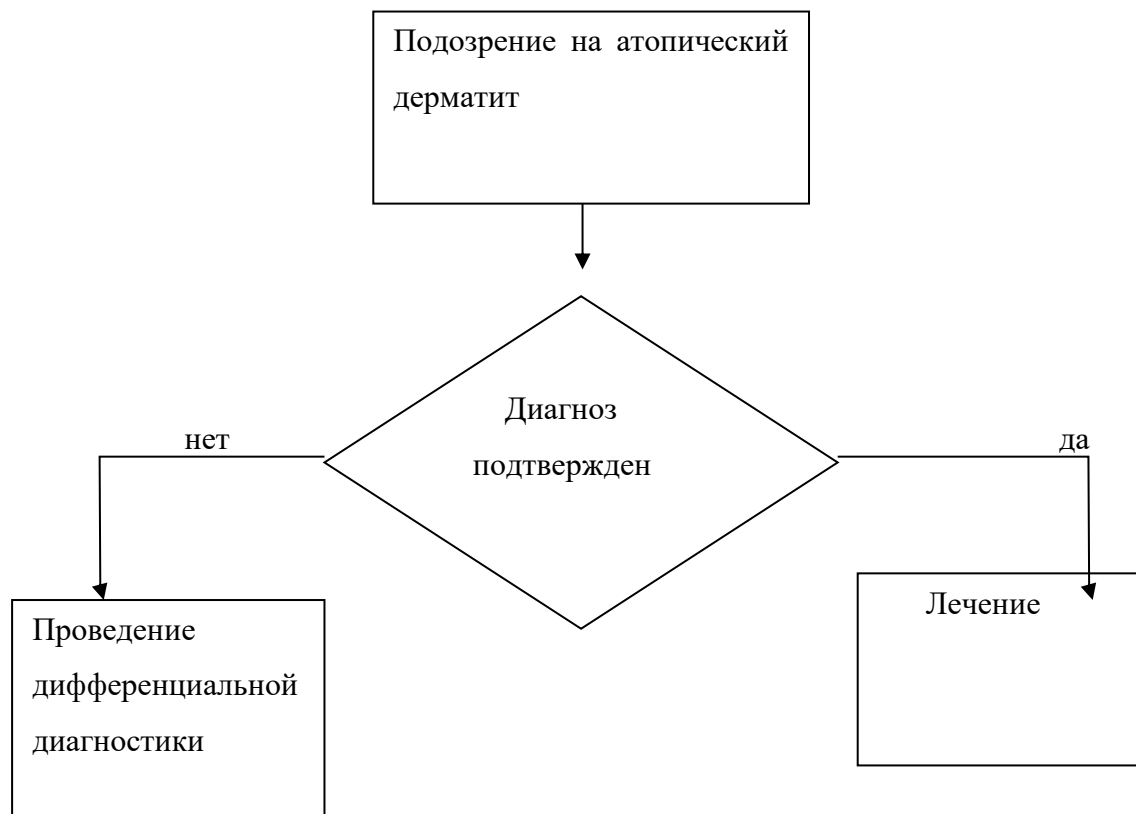 Подозрение на атопический
дерматит
Диагноз
подтвержден
нет
да
Проведение
дифференциальной
диагностики
Лечение